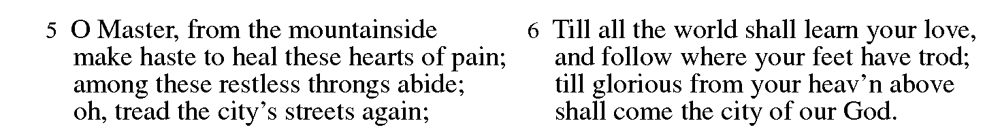 5 O Master, from the mountainside
make haste to heal these hearts of pain;
among these restless throngs abide;
oh, tread the city’s streets again;
6 Till all the world shall learn your love,
and follow where your feet have trod;
till glorious from your heav’n above
shall come the city of our God.